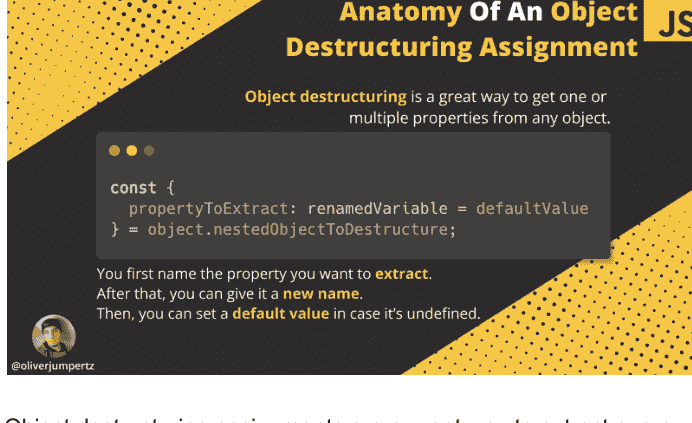 Anatomy Of An Object
JS
Destructuring Assignment
Object destructuring is a great way to get one or
multiple properties from any object.
const {
propertyToExtract: renamedVariable = defaultValue
} = object.nestedObjectToDestructure;
You first name the property you want to extract.
After that, you can give it a new name.
Then, you can set a default value in case it's undefined.
@oliverjumpertz